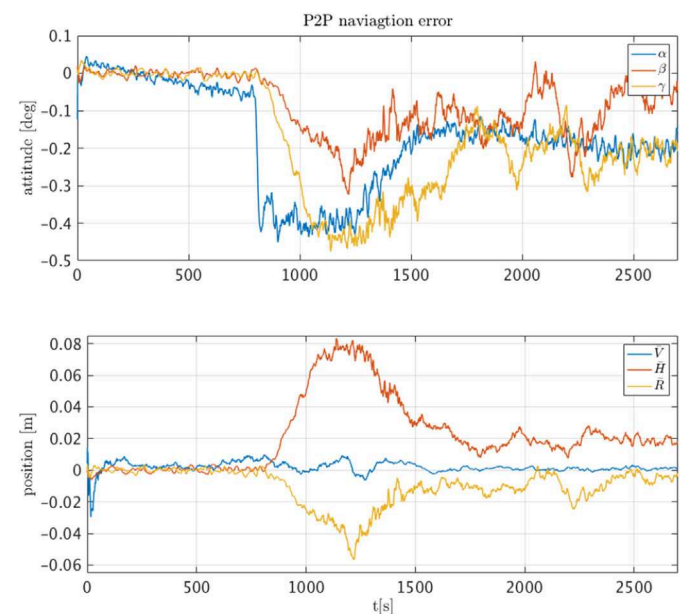 P2P naviagtion error
0.1
0
-0.1
-0.2
-0.3
-0.4
-0.5
attitude [deg]
α
β
γ
0 500 1000 1500 2000 2500
0.08
0.06
0.04
0.02
0
-0.02
-0.04
-0.06
position [m]
V̄
H̄
R̄
0 500 1000 1500 2000 2500
t[s]